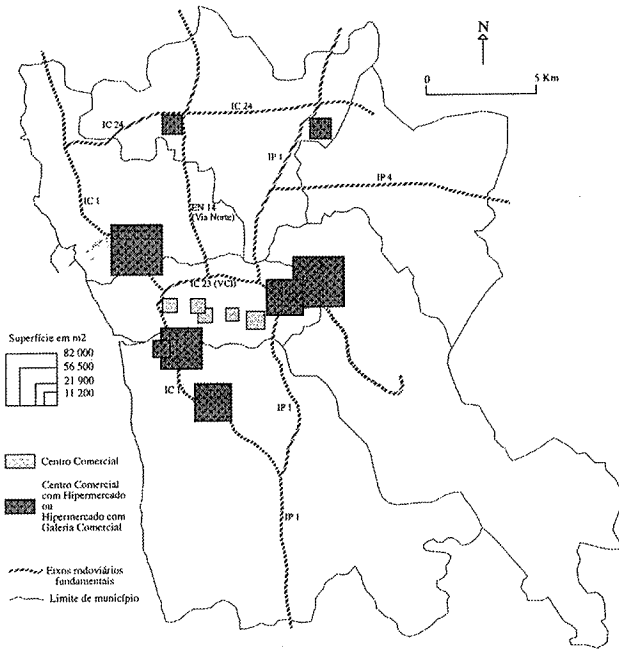 N
0 5 Km
IC 24
IC 24
IP 1
IP 4
IC 1
EN 14
(Via Norte)
IC 23 (VCI)
Superfície em m2
82 000
56 500
21 900
11 200
IC 1
IP 1
Centro Comercial
Centro Comercial
com Hipermercado
ou
Hipermercado com
Galeria Comercial
IP 1
Eixos rodoviários
fundamentais
Limite de município